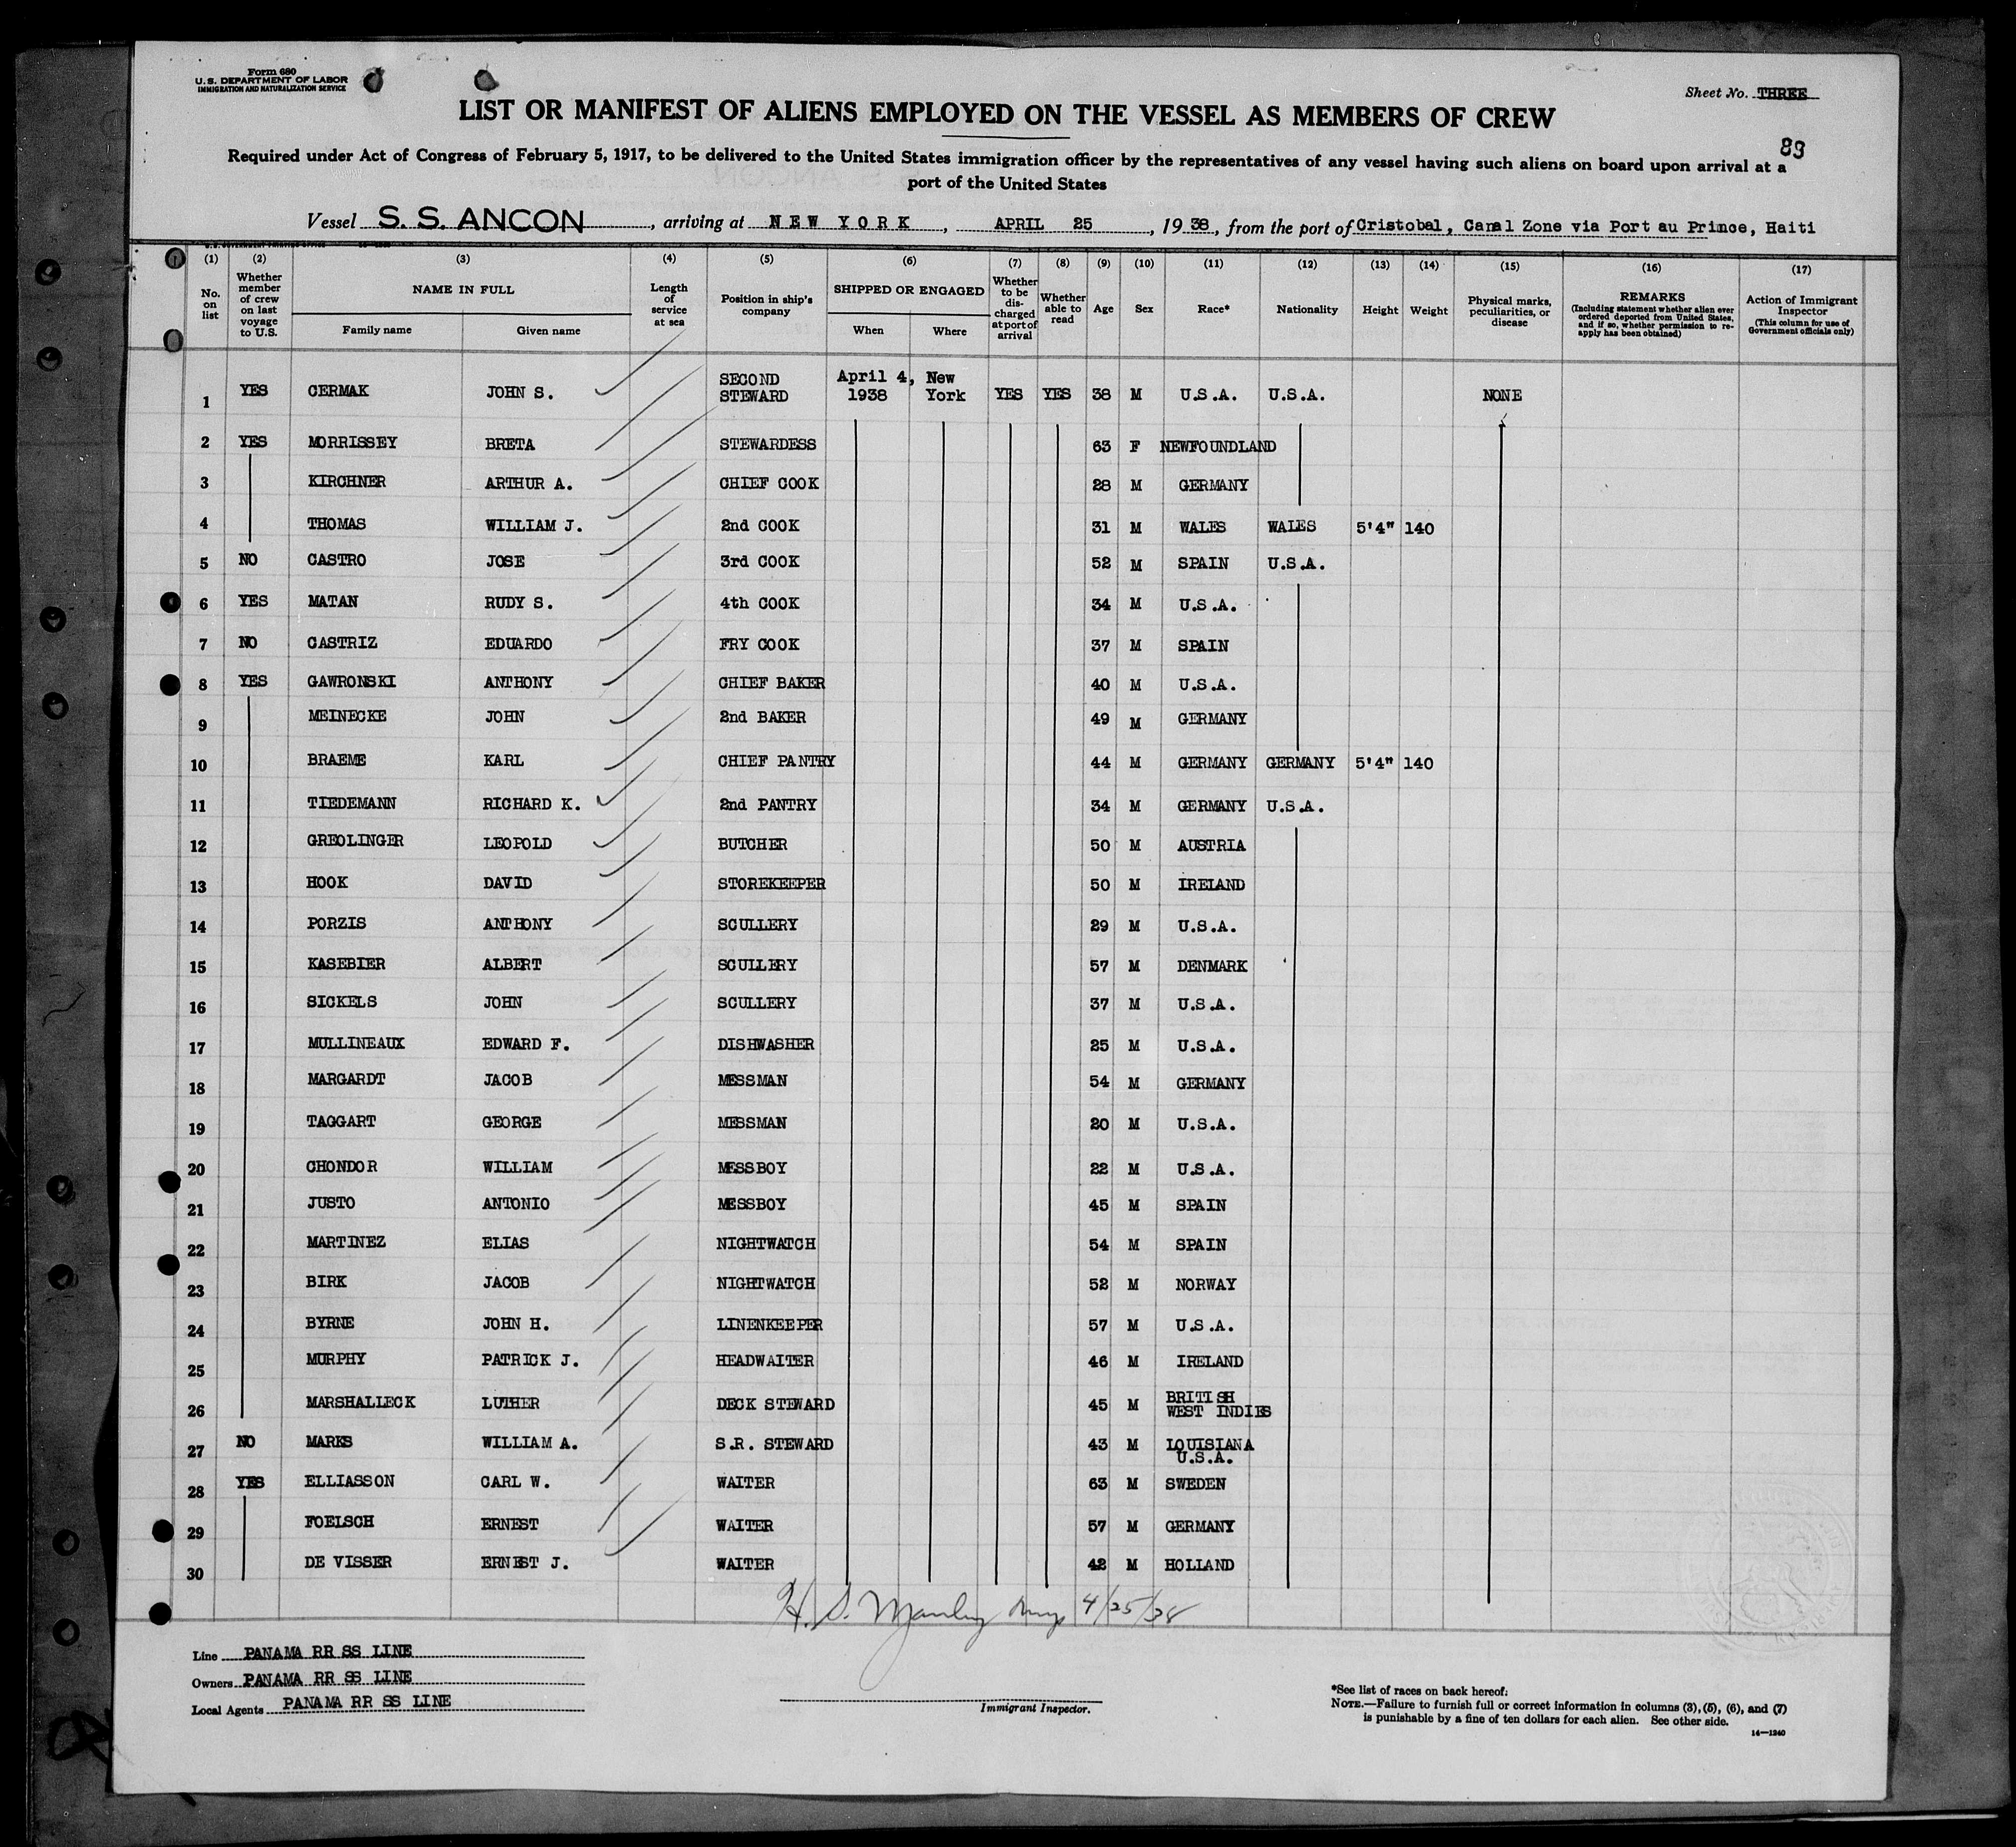 Form 680
U. S. DEPARTMENT OF LABOR
IMMIGRATION AND NATURALIZATION SERVICE
Sheet No. THREE
LIST OR MANIFEST OF ALIENS EMPLOYED ON THE VESSEL AS MEMBERS OF CREW
83
Required under Act of Congress of February 5, 1917, to be delivered to the United States immigration officer by the representatives of any vessel having such aliens on board upon arrival at a
port of the United States
Vessel S. S. ANCON, arriving at NEW YORK, APRIL 25, 1938, from the port of Cristobal, Canal Zone via Port au Prince, Haiti
(1) (2) (3) (4) (5) (6) (7) (8) (9) (10) (11) (12) (13) (14) (15) (16) (17)
No. on list
Whether member of crew on last voyage to U.S.
NAME IN FULL
Family name Given name
Length of service at sea
Position in ship's company
SHIPPED OR ENGAGED
When Where
Whether to be discharged at port of arrival
Whether able to read
Age
Sex
Race*
Nationality
Height
Weight
Physical marks, peculiarities, or disease
REMARKS
(Including statement whether alien ever ordered deported from United States, and if so, whether permission to re-apply has been obtained)
Action of Immigrant Inspector
(This column for use of Government officials only)
1 YES CERMAK JOHN S. SECOND STEWARD April 4, 1938 New York YES YES 38 M U.S.A. U.S.A. NONE
2 YES MORRISSEY BRETA STEWARDESS 63 F NEWFOUNDLAND
3 KIRCHNER ARTHUR A. CHIEF COOK 28 M GERMANY
4 THOMAS WILLIAM J. 2nd COOK 31 M WALES WALES 5'4" 140
5 NO CASTRO JOSE 3rd COOK 52 M SPAIN U.S.A.
6 YES MATAN RUDY S. 4th COOK 34 M U.S.A.
7 NO CASTRIZ EDUARDO FRY COOK 37 M SPAIN
8 YES GAWRONSKI ANTHONY CHIEF BAKER 40 M U.S.A.
9 MEINECKE JOHN 2nd BAKER 49 M GERMANY
10 BRAEME KARL CHIEF PANTRY 44 M GERMANY GERMANY 5'4" 140
11 TIEDEMANN RICHARD K. 2nd PANTRY 34 M GERMANY U.S.A.
12 GREOLINGER LEOPOLD BUTCHER 50 M AUSTRIA
13 HOOK DAVID STOREKEEPER 50 M IRELAND
14 PORZIS ANTHONY SCULLERY 29 M U.S.A.
15 KASEBIER ALBERT SCULLERY 57 M DENMARK
16 SICKELS JOHN SCULLERY 37 M U.S.A.
17 MULLINEAUX EDWARD F. DISHWASHER 25 M U.S.A.
18 MARGARDT JACOB MESSMAN 54 M GERMANY
19 TAGGART GEORGE MESSMAN 20 M U.S.A.
20 CHONDOR WILLIAM MESSBOY 22 M U.S.A.
21 JUSTO ANTONIO MESSBOY 45 M SPAIN
22 MARTINEZ ELIAS NIGHTWATCH 54 M SPAIN
23 BIRK JACOB NIGHTWATCH 52 M NORWAY
24 BYRNE JOHN H. LINENKEEPER 57 M U.S.A.
25 MURPHY PATRICK J. HEADWAITER 46 M IRELAND
26 MARSHALLECK LUTHER DECK STEWARD 45 M BRITISH WEST INDIES
27 NO MARKS WILLIAM A. S.R. STEWARD 43 M LOUISIANA U.S.A.
28 YES ELLIASSON CARL W. WAITER 63 M SWEDEN
29 FOELSCH ERNEST WAITER 57 M GERMANY
30 DE VISSER ERNEST J. WAITER 42 M HOLLAND
H. S. 4/25/38
Line PANAMA RR SS LINE
Owners PANAMA RR SS LINE
Local Agents PANAMA RR SS LINE
Immigrant Inspector.
*See list of races on back hereof.
NOTE.—Failure to furnish full or correct information in columns (3), (5), (6), and (7)
is punishable by a fine of ten dollars for each alien. See other side.
14—1240